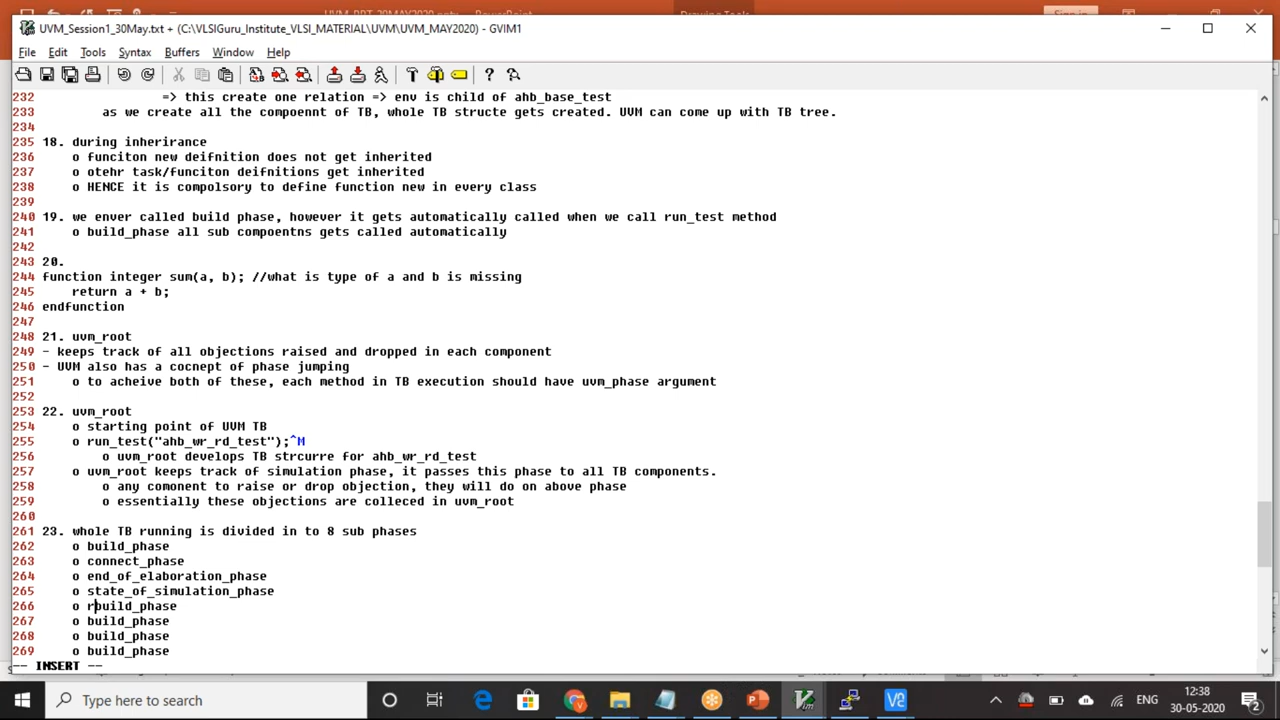 UVM_Session1_30May.txt + (C:\VLSIGuru_Institute_VLSI_MATERIAL\UVM\UVM_MAY2020) - GVIM1
File Edit Tools Syntax Buffers Window Help
232 => this create one relation => env is child of ahb_base_test
233 as we create all the compoennt of TB, whole TB structe gets created. UVM can come up with TB tree.
234
235 18. during inherirance
236 o funciton new deifnition does not get inherited
237 o otehr task/funciton deifnitions get inherited
238 o HENCE it is compolsory to define function new in every class
239
240 19. we enver called build phase, however it gets automatically called when we call run_test method
241 o build_phase all sub compoentns gets called automatically
242
243 20.
244 function integer sum(a, b); //what is type of a and b is missing
245 return a + b;
246 endfunction
247
248 21. uvm_root
249 - keeps track of all objections raised and dropped in each component
250 - UVM also has a cocnept of phase jumping
251 o to acheive both of these, each method in TB execution should have uvm_phase argument
252
253 22. uvm_root
254 o starting point of UVM TB
255 o run_test("ahb_wr_rd_test");^M
256 o uvm_root develops TB strcurre for ahb_wr_rd_test
257 o uvm_root keeps track of simulation phase, it passes this phase to all TB components.
258 o any comonent to raise or drop objection, they will do on above phase
259 o essentially these objections are colleced in uvm_root
260
261 23. whole TB running is divided in to 8 sub phases
262 o build_phase
263 o connect_phase
264 o end_of_elaboration_phase
265 o state_of_simulation_phase
266 o rbuild_phase
267 o build_phase
268 o build_phase
269 o build_phase
-- INSERT --
Type here to search
ENG
12:38
30-05-2020
2